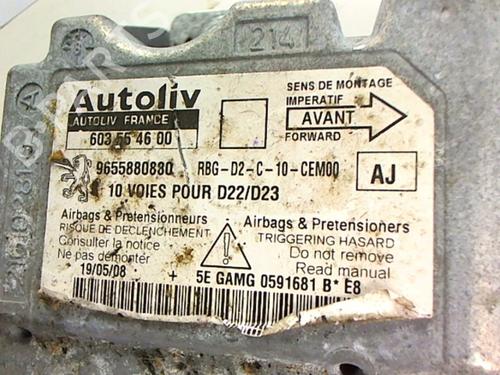 214
Autoliv
AUTOLIV FRANCE
603 55 46 00
SENS DE MONTAGE
IMPERATIF
AVANT
FORWARD
9655880880
RBG-D2-C-10-CEM00
AJ
10 VOIES POUR D22/D23
Airbags & Pretensionneurs
RISQUE DE DECLENCHEMENT
Consulter la notice
Ne pas démonter
Airbags & Pretensioners
TRIGGERING HASARD
Do not remove
Read manual
19/05/08 + 5E GAMG 0591681 B* E8